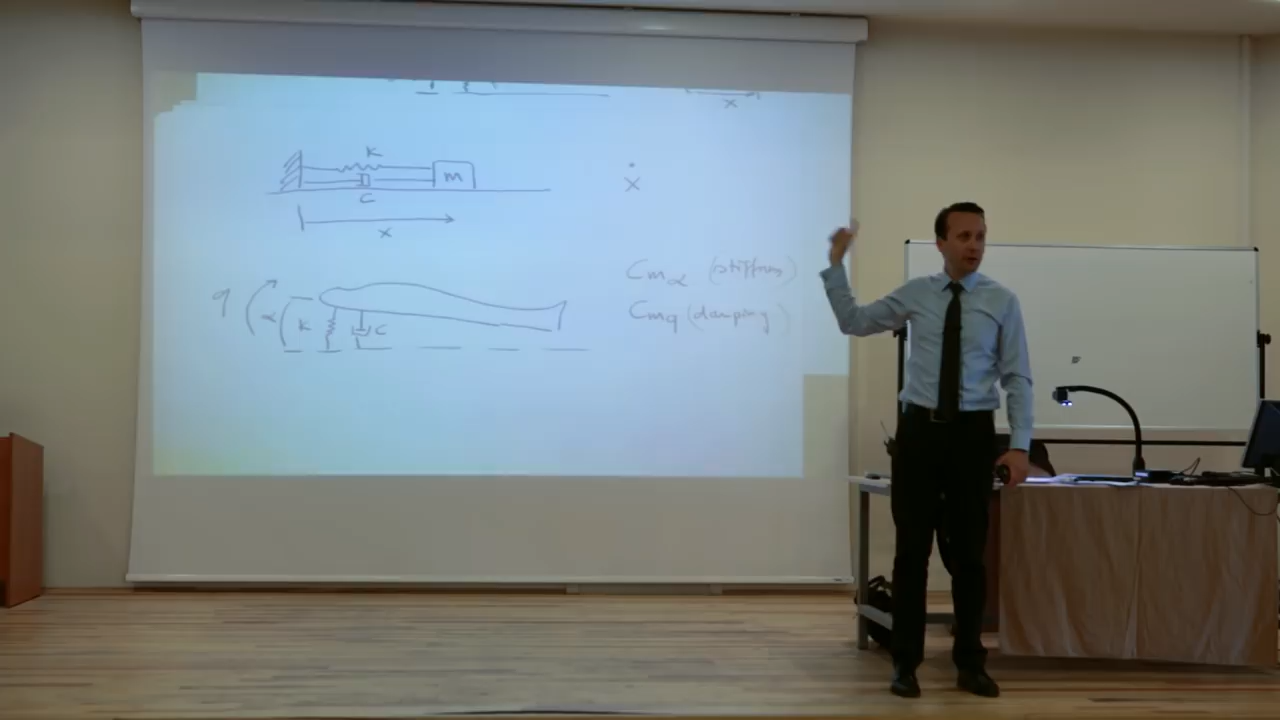 x
K
m
C
ẋ
x
Cmα (stiffness)
q
α
K
C
Cmq (damping)